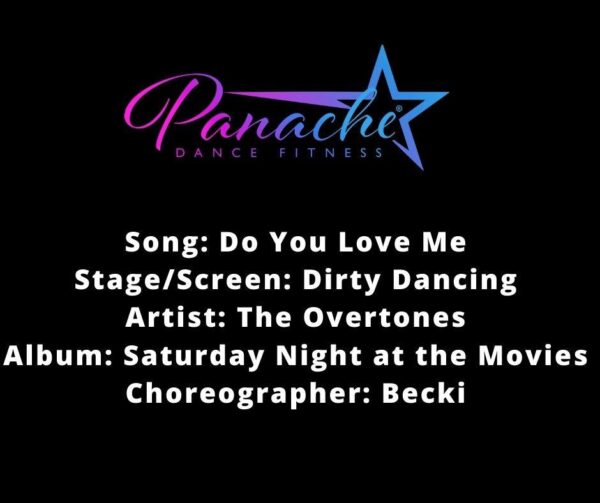 Panache®
DANCE FITNESS
Song: Do You Love Me
Stage/Screen: Dirty Dancing
Artist: The Overtones
Album: Saturday Night at the Movies
Choreographer: Becki